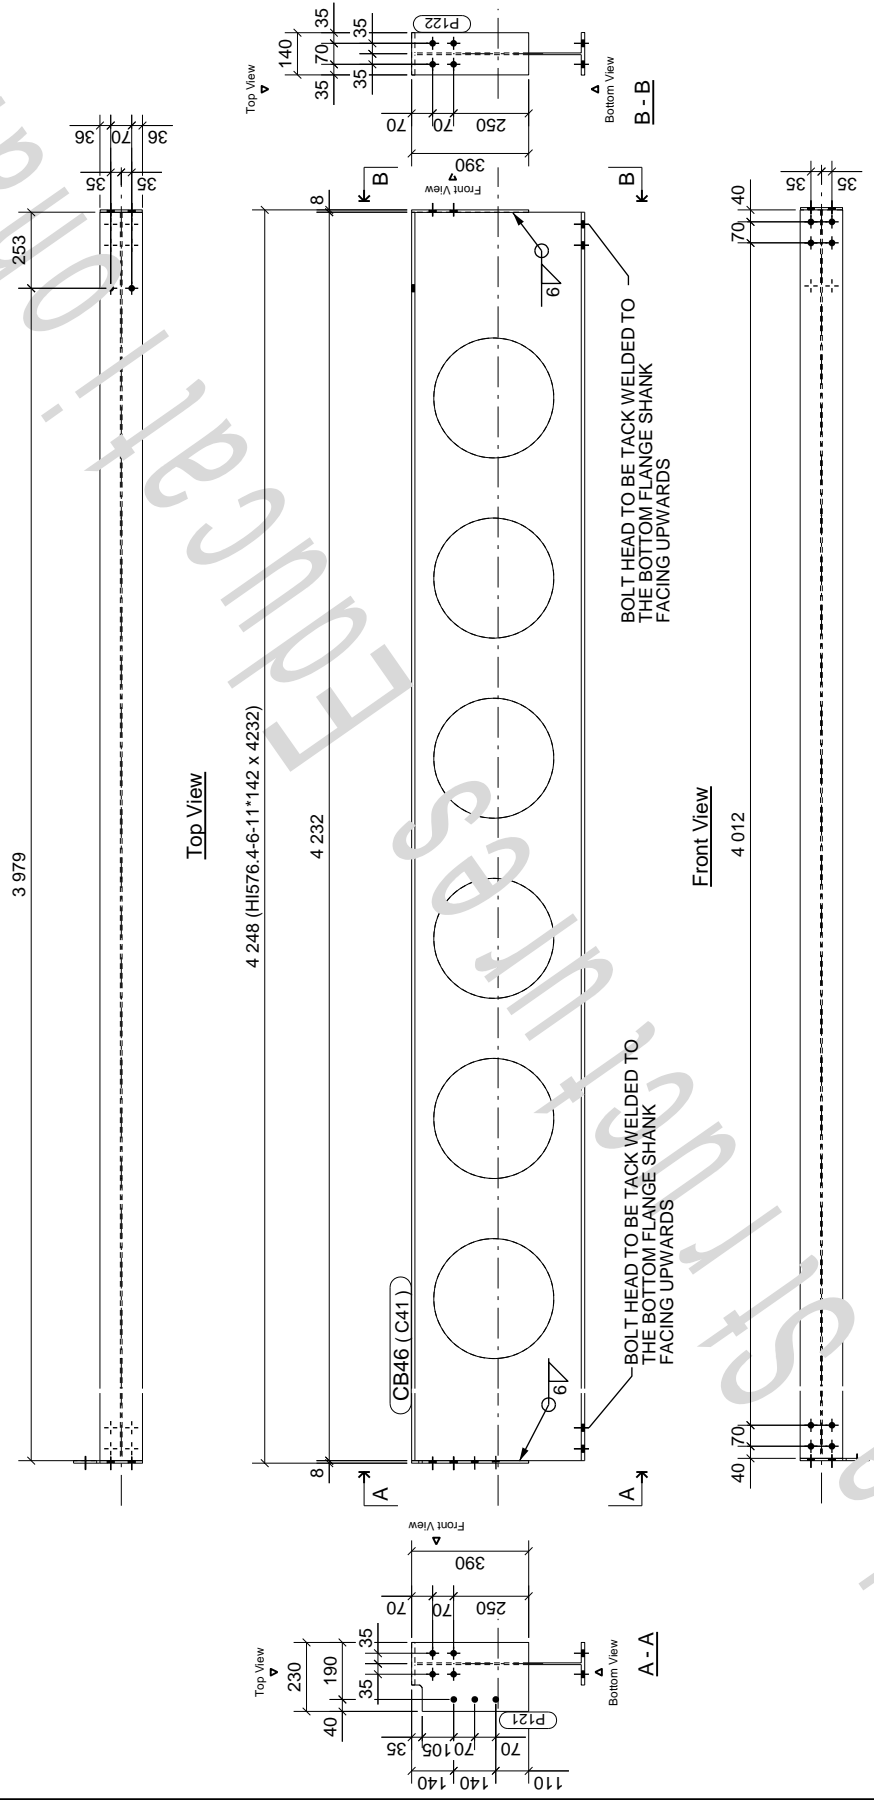 35
35
140
70
35
35
P122
Top View
70
70
250
390
Bottom View
B - B
36
70
36
35
35
253
3 979
Top View
8
B
Front View
B
6
4 248 (HI576.4-6-11*142 x 4232)
4 232
BOLT HEAD TO BE TACK WELDED TO
THE BOTTOM FLANGE SHANK
FACING UPWARDS
40
70
35
35
4 012
Front View
CB46 ( C41 )
8
6
BOLT HEAD TO BE TACK WELDED TO
THE BOTTOM FLANGE SHANK
FACING UPWARDS
A
A
70
40
Front View
390
70
70
250
Top View
230
190
35
35
40
P121
Bottom View
A - A
35
105
70
70
140
140
110
Structures Educati